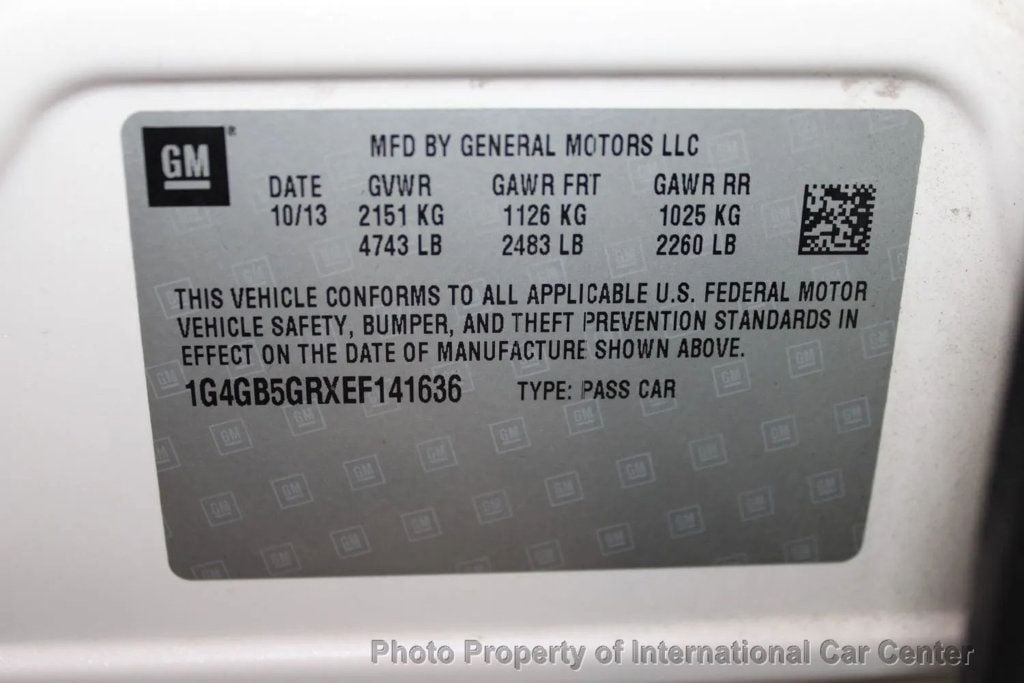 GM®
MFD BY GENERAL MOTORS LLC
DATE GVWR GAWR FRT GAWR RR
10/13 2151 KG 1126 KG 1025 KG
4743 LB 2483 LB 2260 LB
THIS VEHICLE CONFORMS TO ALL APPLICABLE U.S. FEDERAL MOTOR
VEHICLE SAFETY, BUMPER, AND THEFT PREVENTION STANDARDS IN
EFFECT ON THE DATE OF MANUFACTURE SHOWN ABOVE.
1G4GB5GRXEF141636 TYPE: PASS CAR
Photo Property of International Car Center